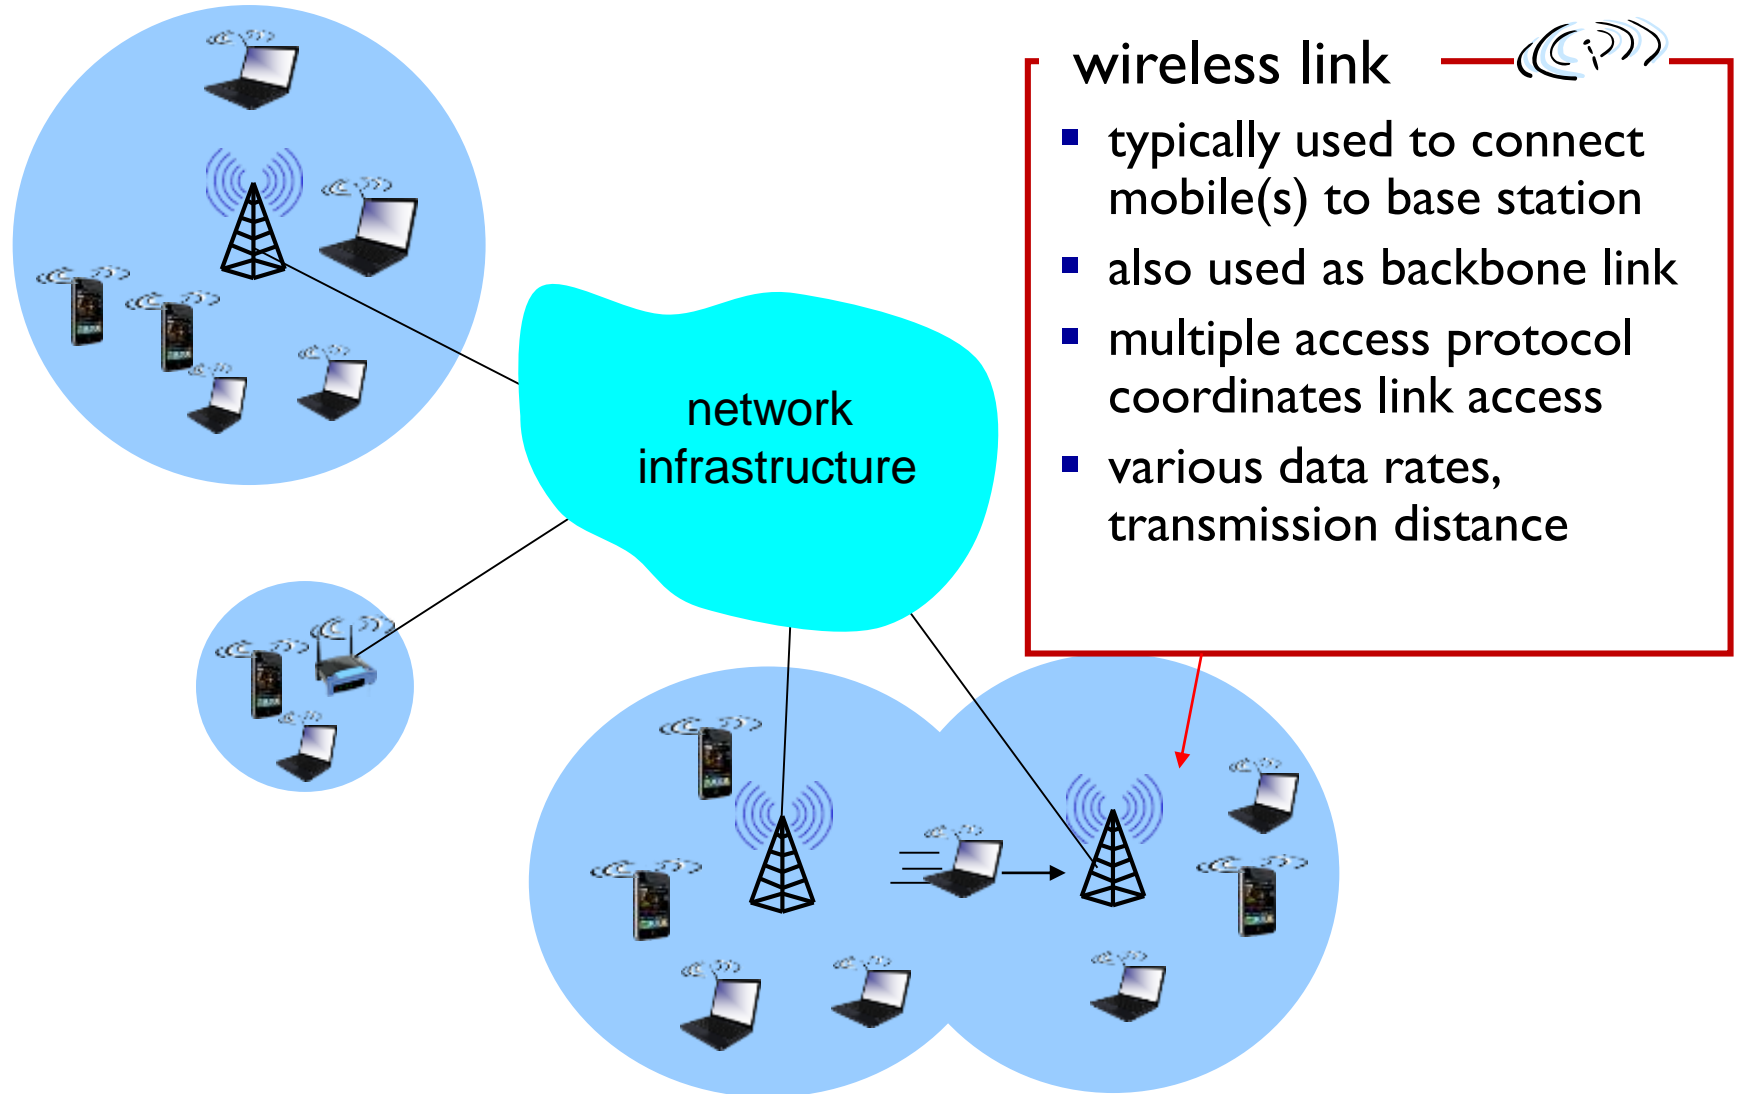 wireless link
▪ typically used to connect
mobile(s) to base station
▪ also used as backbone link
▪ multiple access protocol
coordinates link access
▪ various data rates,
transmission distance
network
infrastructure